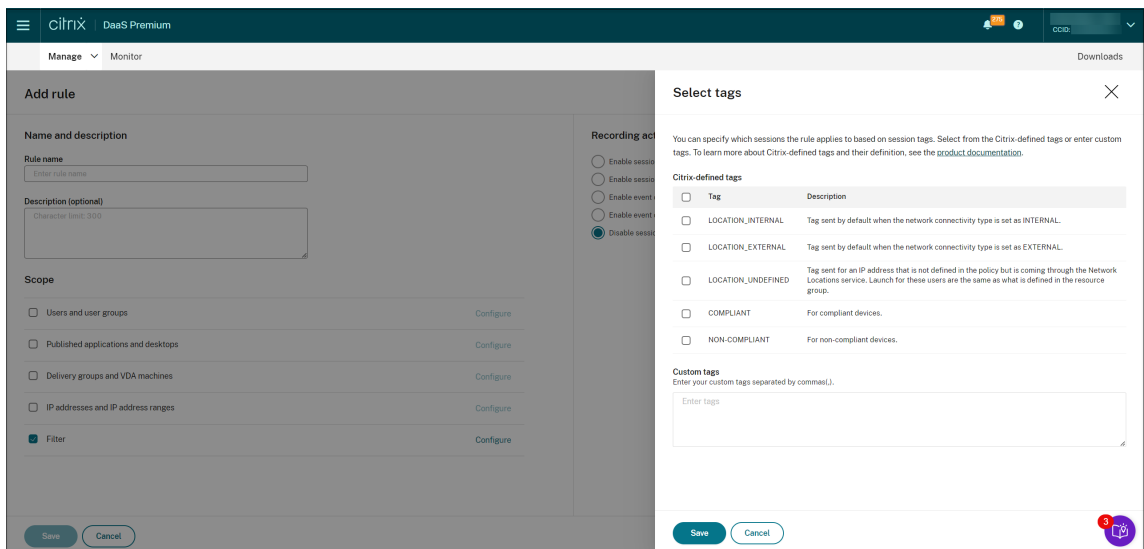 citrix | DaaS Premium
275
CCID:
Manage
Monitor
Downloads
Add rule
Name and description
Rule name
Enter rule name
Description (optional)
Character limit: 300
Scope
Users and user groups Configure
Published applications and desktops Configure
Delivery groups and VDA machines Configure
IP addresses and IP address ranges Configure
Filter Configure
Save Cancel
Recording act
Enable sessio
Enable sessio
Enable event
Enable event
Disable sessi
Select tags
You can specify which sessions the rule applies to based on session tags. Select from the Citrix-defined tags or enter custom
tags. To learn more about Citrix-defined tags and their definition, see the product documentation.
Citrix-defined tags
Tag Description
LOCATION_INTERNAL Tag sent by default when the network connectivity type is set as INTERNAL.
LOCATION_EXTERNAL Tag sent by default when the network connectivity type is set as EXTERNAL.
LOCATION_UNDEFINED Tag sent for an IP address that is not defined in the policy but is coming through the Network
Locations service. Launch for these users are the same as what is defined in the resource
group.
COMPLIANT For compliant devices.
NON-COMPLIANT For non-compliant devices.
Custom tags
Enter your custom tags separated by commas(,).
Enter tags
Save Cancel
3